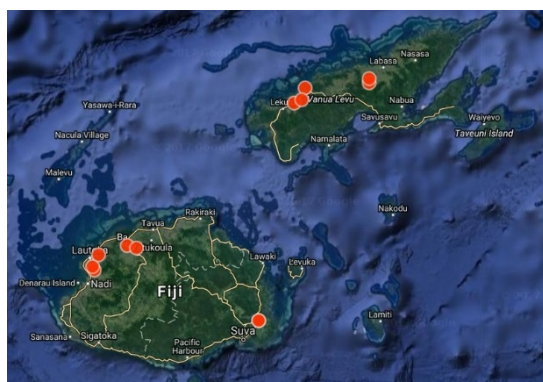 Nasasa
Labasa
Yasawa-i-Rara
Leku
Vanua Levu
Nabua
Savusavu
Waiyevo
Taveuni Island
Nacula Village
Namalata
Malevu
Nakodu
Rakiraki
Tavua
Ba
tukoula
Lautoka
Lawaki
Levuka
Denarau Island
Nadi
Fiji
Lamiti
Suva
Sanasana
Sigatoka
Pacific
Harbour